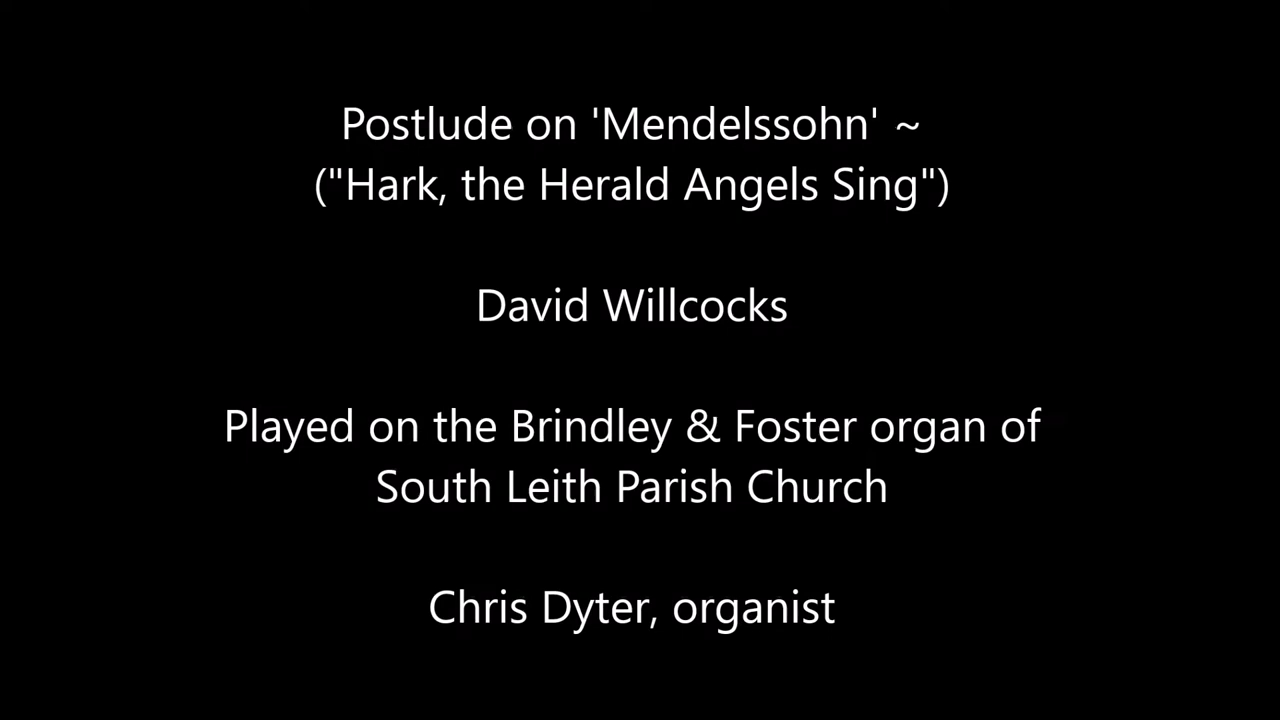 Postlude on 'Mendelssohn' ~
("Hark, the Herald Angels Sing")
David Willcocks
Played on the Brindley & Foster organ of
South Leith Parish Church
Chris Dyter, organist